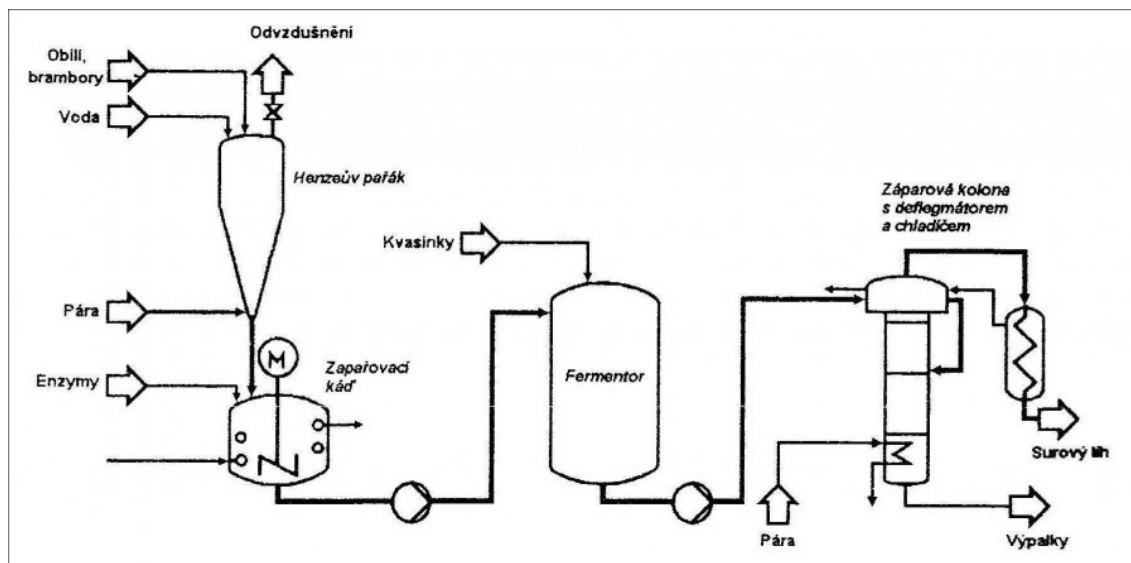 Odvzdušnění
Obilí,
brambory
Voda
Henzeův pařák
Pára
Enzymy
M
Zapařovací
káď
Kvasinky
Fermentor
Záparová kolona
s deflegmátorem
a chladičem
Surový líh
Pára
Výpalky